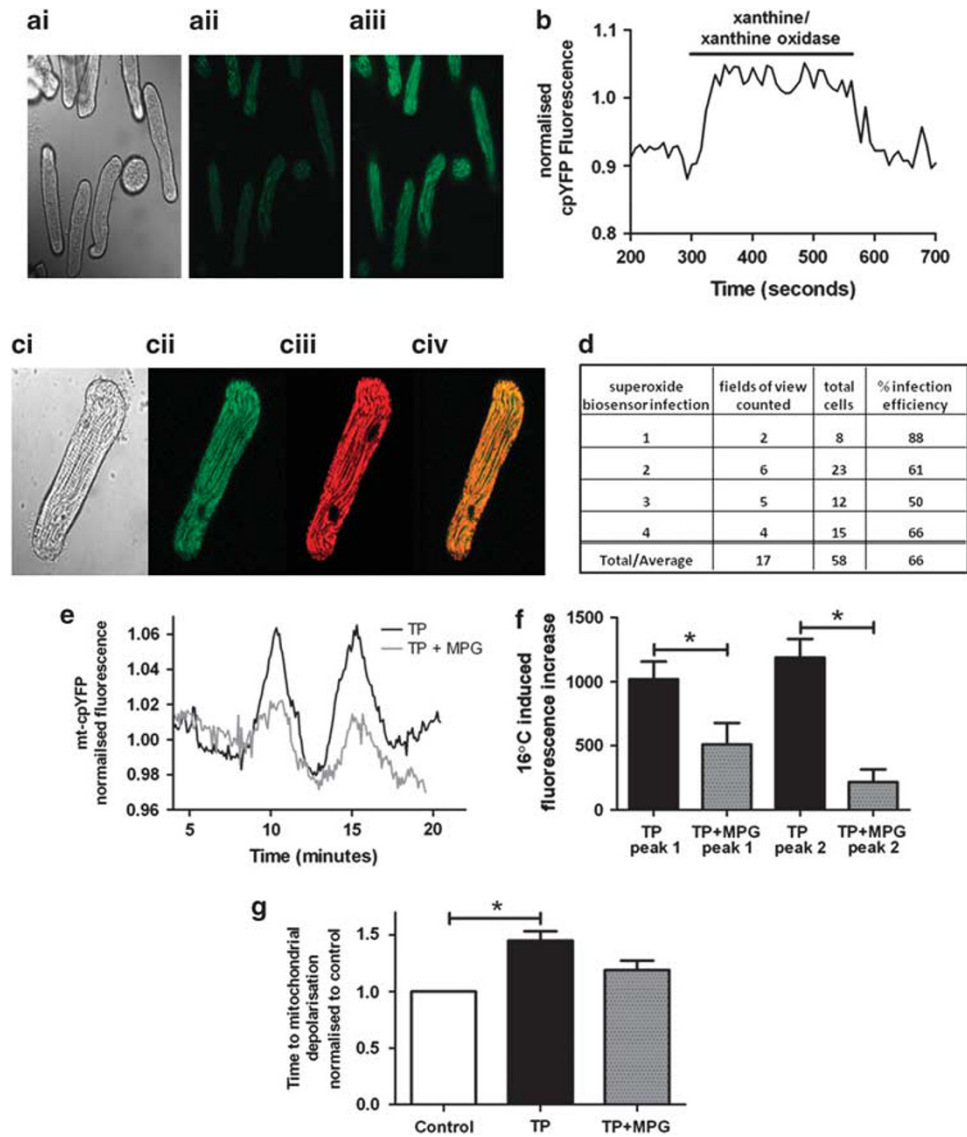 ai aii aiii b
xanthine/
xanthine oxidase
normalised
cpYFP Fluorescence
1.1
1.0
0.9
0.8
200 300 400 500 600 700
Time (seconds)
ci cii ciii civ d
superoxide biosensor infection fields of view counted total cells % infection efficiency
1 2 8 88
2 6 23 61
3 5 12 50
4 4 15 66
Total/Average 17 58 66
e
mt-cpYFP
normalised fluorescence
1.06
1.04
1.02
1.00
0.98
0.96
TP
TP + MPG
5 10 15 20
Time (minutes)
f
16°C induced
fluorescence increase
1500
1000
500
0
* *
TP peak 1 TP+MPG peak 1 TP peak 2 TP+MPG peak 2
g
Time to mitochondrial
depolarisation
normalised to control
1.5
1.0
0.5
0.0
*
Control TP TP+MPG